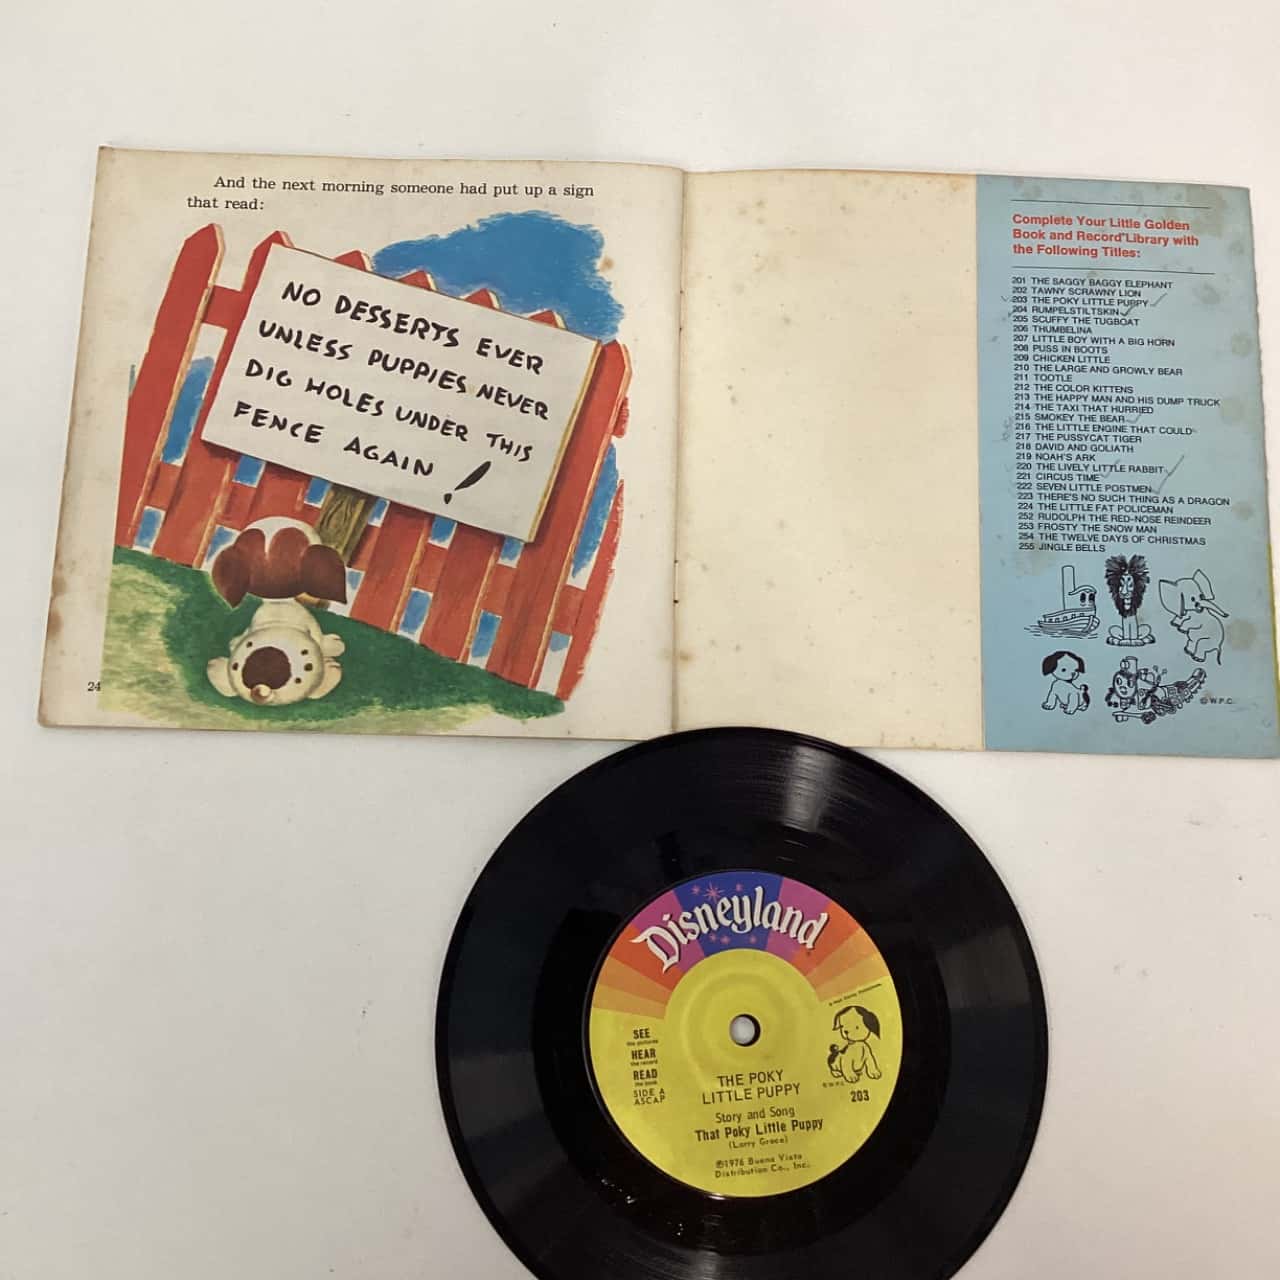 And the next morning someone had put up a sign
that read:
NO DESSERTS EVER
UNLESS PUPPIES NEVER
DIG HOLES UNDER THIS
FENCE AGAIN!
24
Complete Your Little Golden
Book and Record Library with
the Following Titles:
201 THE SAGGY BAGGY ELEPHANT
202 TAWNY SCRAWNY LION
203 THE POKY LITTLE PUPPY
204 RUMPELSTILTSKIN
205 SCUFFY THE TUGBOAT
206 THUMBELINA
207 LITTLE BOY WITH A BIG HORN
208 PUSS IN BOOTS
209 CHICKEN LITTLE
210 THE LARGE AND GROWLY BEAR
211 TOOTLE
212 THE COLOR KITTENS
213 THE HAPPY MAN AND HIS DUMP TRUCK
214 THE TAXI THAT HURRIED
215 SMOKEY THE BEAR
216 THE LITTLE ENGINE THAT COULD
217 THE PUSSYCAT TIGER
218 DAVID AND GOLIATH
219 NOAH'S ARK
220 THE LIVELY LITTLE RABBIT
221 CIRCUS TIME
222 SEVEN LITTLE POSTMEN
223 THERE'S NO SUCH THING AS A DRAGON
224 THE LITTLE FAT POLICEMAN
252 RUDOLPH THE RED-NOSE REINDEER
253 FROSTY THE SNOW MAN
254 THE TWELVE DAYS OF CHRISTMAS
255 JINGLE BELLS
© W.P.C.
Disneyland
SEE
the pictures
HEAR
the record
READ
the book
SIDE A
ASCAP
© W.P.C.
203
THE POKY
LITTLE PUPPY
Story and Song
That Poky Little Puppy
(Larry Groce)
℗1976 Buena Vista
Distribution Co., Inc.